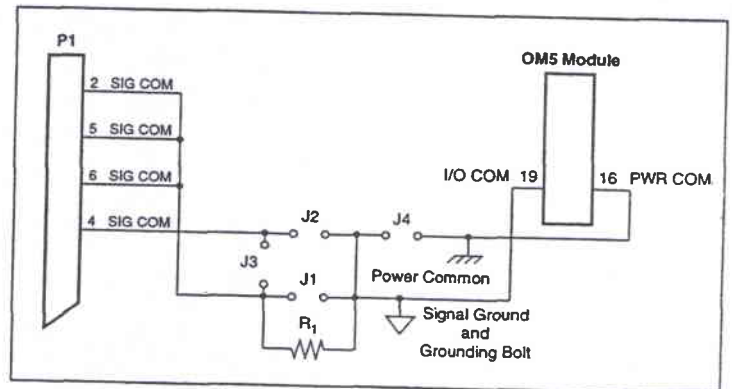 P1
OM5 Module
2 SIG COM
5 SIG COM
6 SIG COM
I/O COM 19
16 PWR COM
4 SIG COM
J2
J4
J3
J1
Power Common
R1
Signal Ground
and
Grounding Bolt